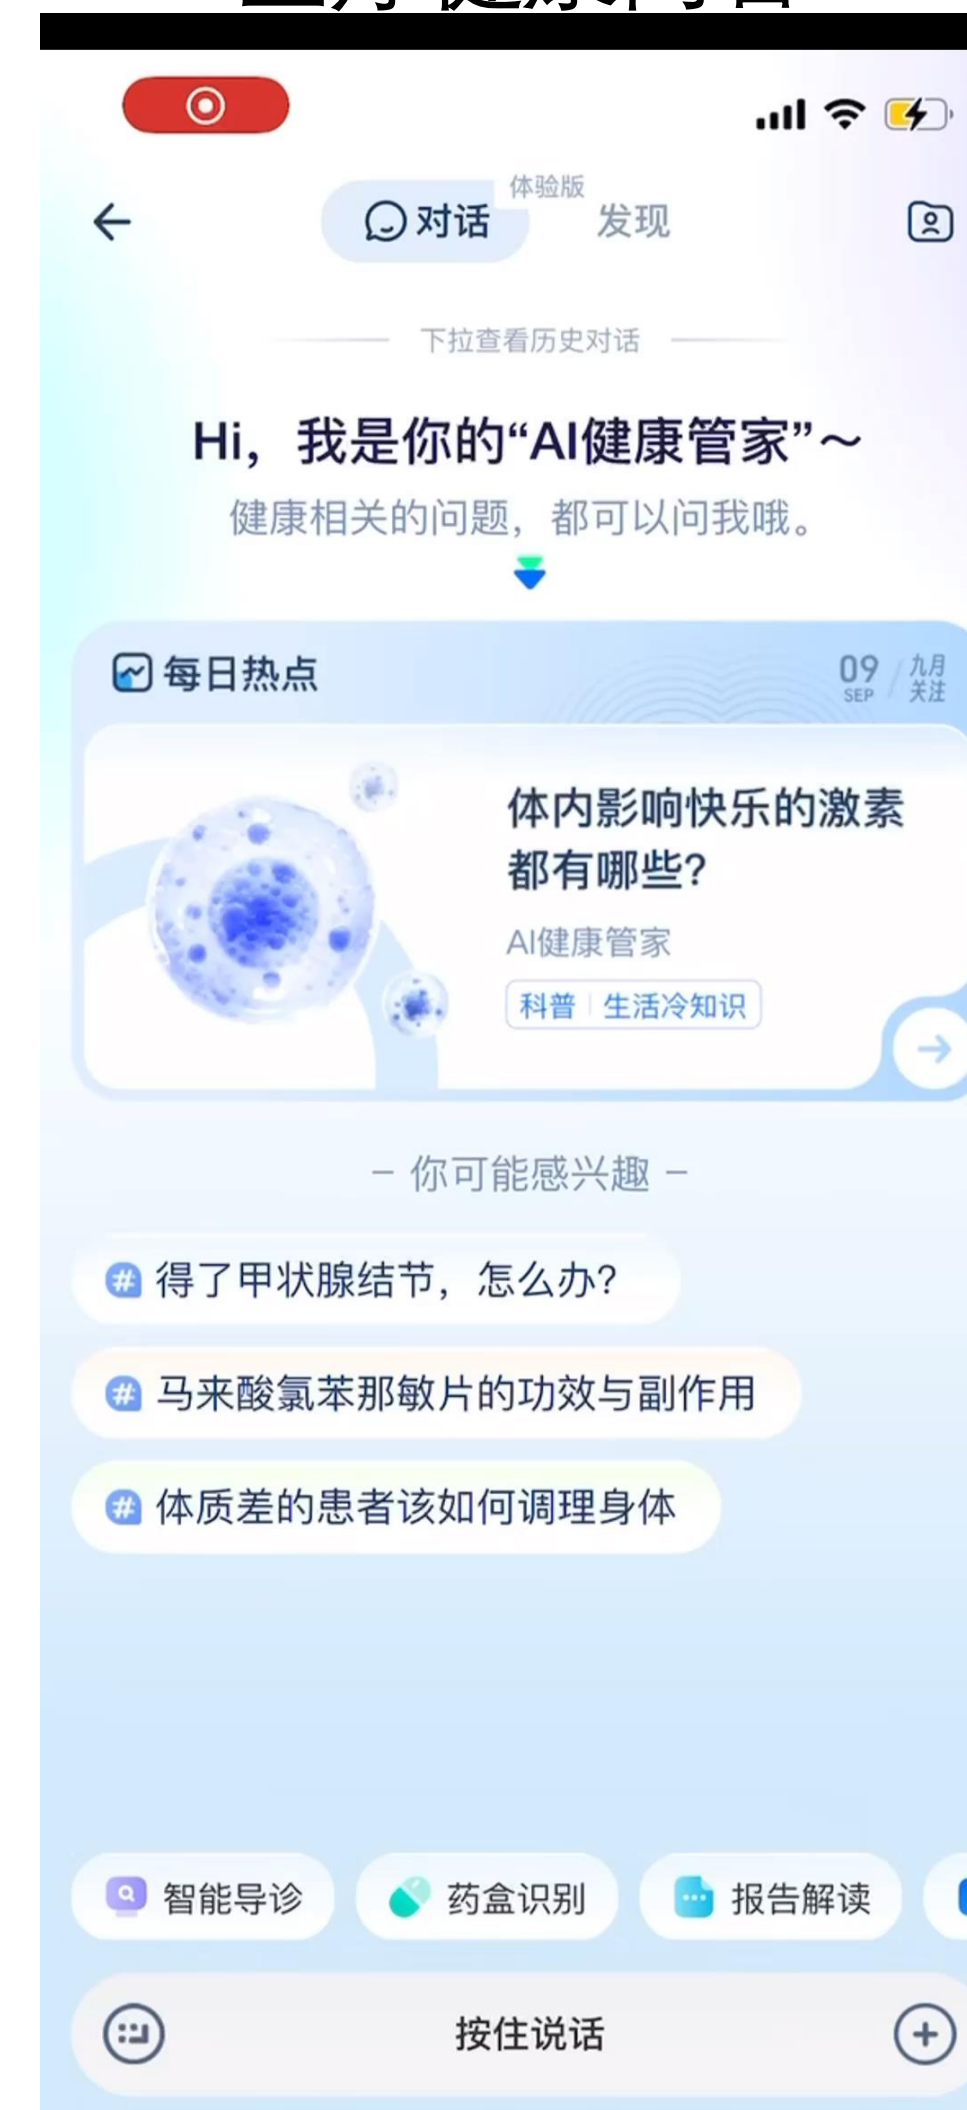 体验版
对话 发现
下拉查看历史对话
Hi，我是你的“AI健康管家”～
健康相关的问题，都可以问我哦。
每日热点
09 / 九月
SEP 关注
体内影响快乐的激素
都有哪些?
AI健康管家
科普 | 生活冷知识
– 你可能感兴趣 –
# 得了甲状腺结节，怎么办?
# 马来酸氯苯那敏片的功效与副作用
# 体质差的患者该如何调理身体
智能导诊 药盒识别 报告解读
按住说话